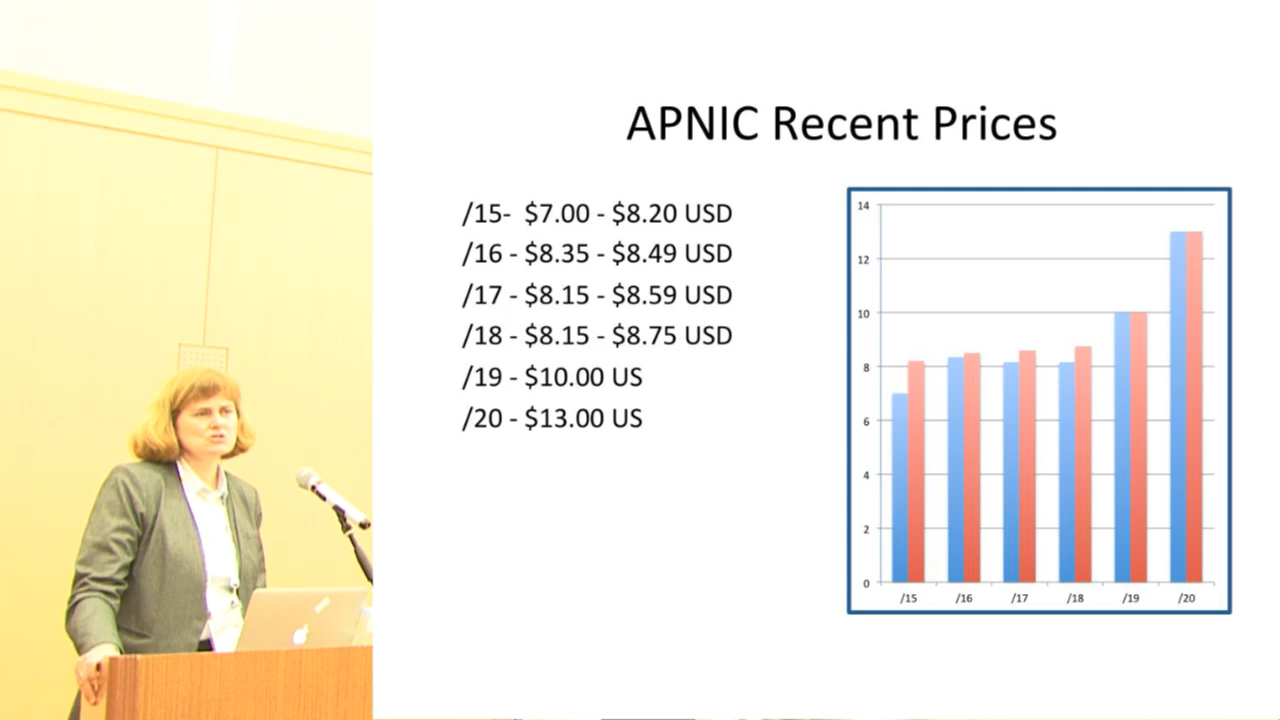 APNIC Recent Prices
/15-  $7.00 - $8.20 USD
/16 - $8.35 - $8.49 USD
/17 - $8.15 - $8.59 USD
/18 - $8.15 - $8.75 USD
/19 - $10.00 US
/20 - $13.00 US
14
12
10
8
6
4
2
0
/15 /16 /17 /18 /19 /20